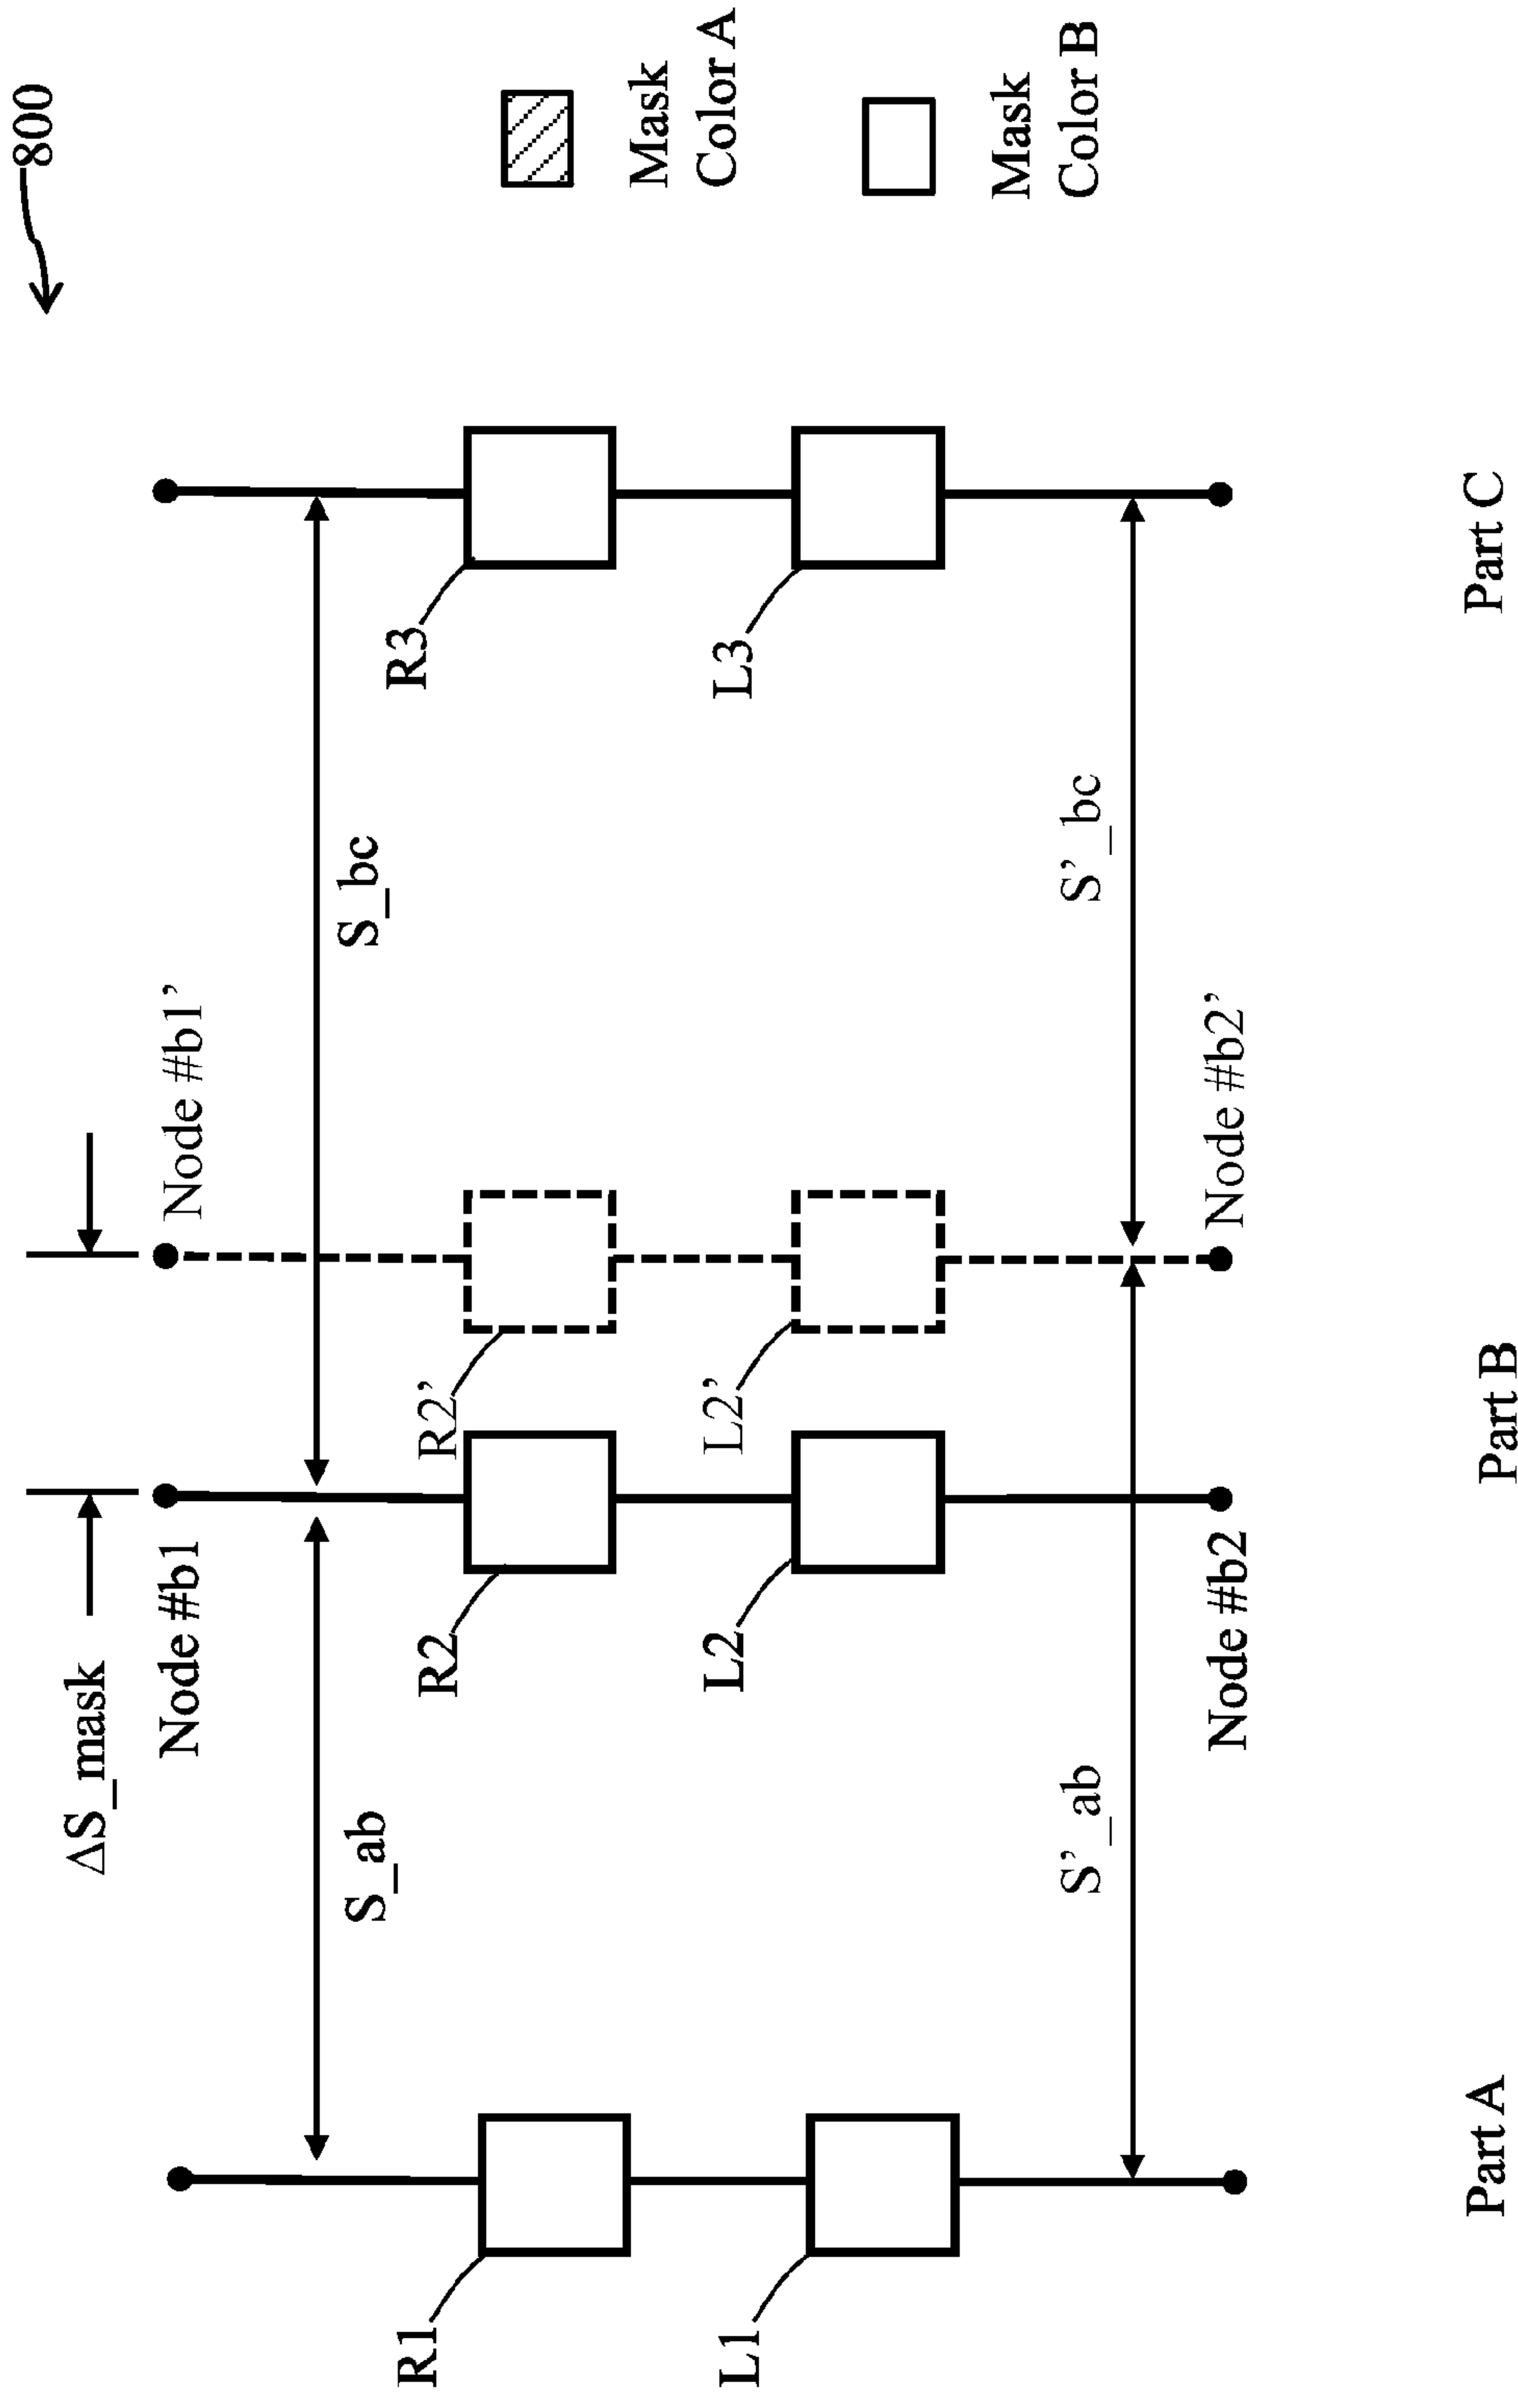 800
ΔS_mask
Node #b1
Node #b1’
S_ab
S_bc
R1
R2
R2’
R3
L1
L2
L2’
L3
S’_ab
S’_bc
Node #b2
Node #b2’
Part A
Part B
Part C
Mask
Color A
Mask
Color B